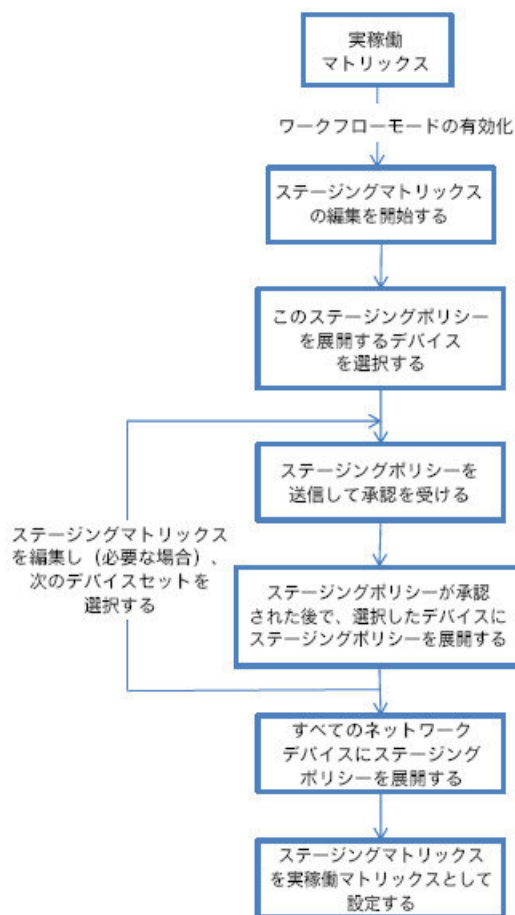 実稼働
マトリックス
ワークフローモードの有効化
ステージングマトリックス
の編集を開始する
このステージングポリシー
を展開するデバイス
を選択する
ステージングポリシーを
送信して承認を受ける
ステージングマトリックス
を編集し（必要な場合）、
次のデバイスセットを
選択する
ステージングポリシーが承認
された後で、選択したデバイスに
ステージングポリシーを展開する
すべてのネットワーク
デバイスにステージング
ポリシーを展開する
ステージングマトリックス
を実稼働マトリックスとして
設定する